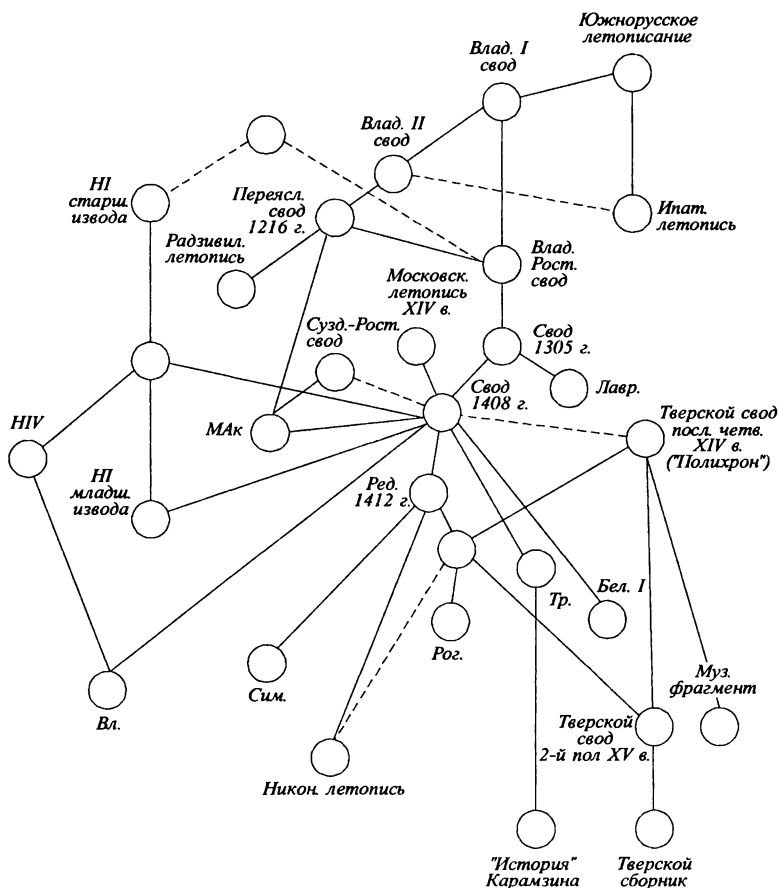 Южнорусское
летописание
Влад. I
свод
Влад. II
свод
НI
старш.
извода
Переясл.
свод
1216 г.
Ипат.
летопись
Радзивил.
летопись
Влад.
Рост.
свод
Московск.
летопись
XIV в.
Сузд.-Рост.
свод
Свод
1305 г.
Лавр.
Свод
1408 г.
МАк
Тверской свод
посл. четв.
XIV в.
("Полихрон")
НIV
НI
младш.
извода
Ред.
1412 г.
Тр.
Бел. I
Рог.
Сим.
Вл.
Муз.
фрагмент
Тверской
свод
2-й пол XV в.
Никон. летопись
"История"
Карамзина
Тверской
сборник